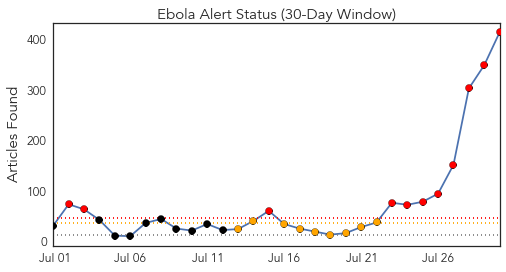 Ebola Alert Status (30-Day Window)
Articles Found
400
300
200
100
0
Jul 01
Jul 06
Jul 11
Jul 16
Jul 21
Jul 26